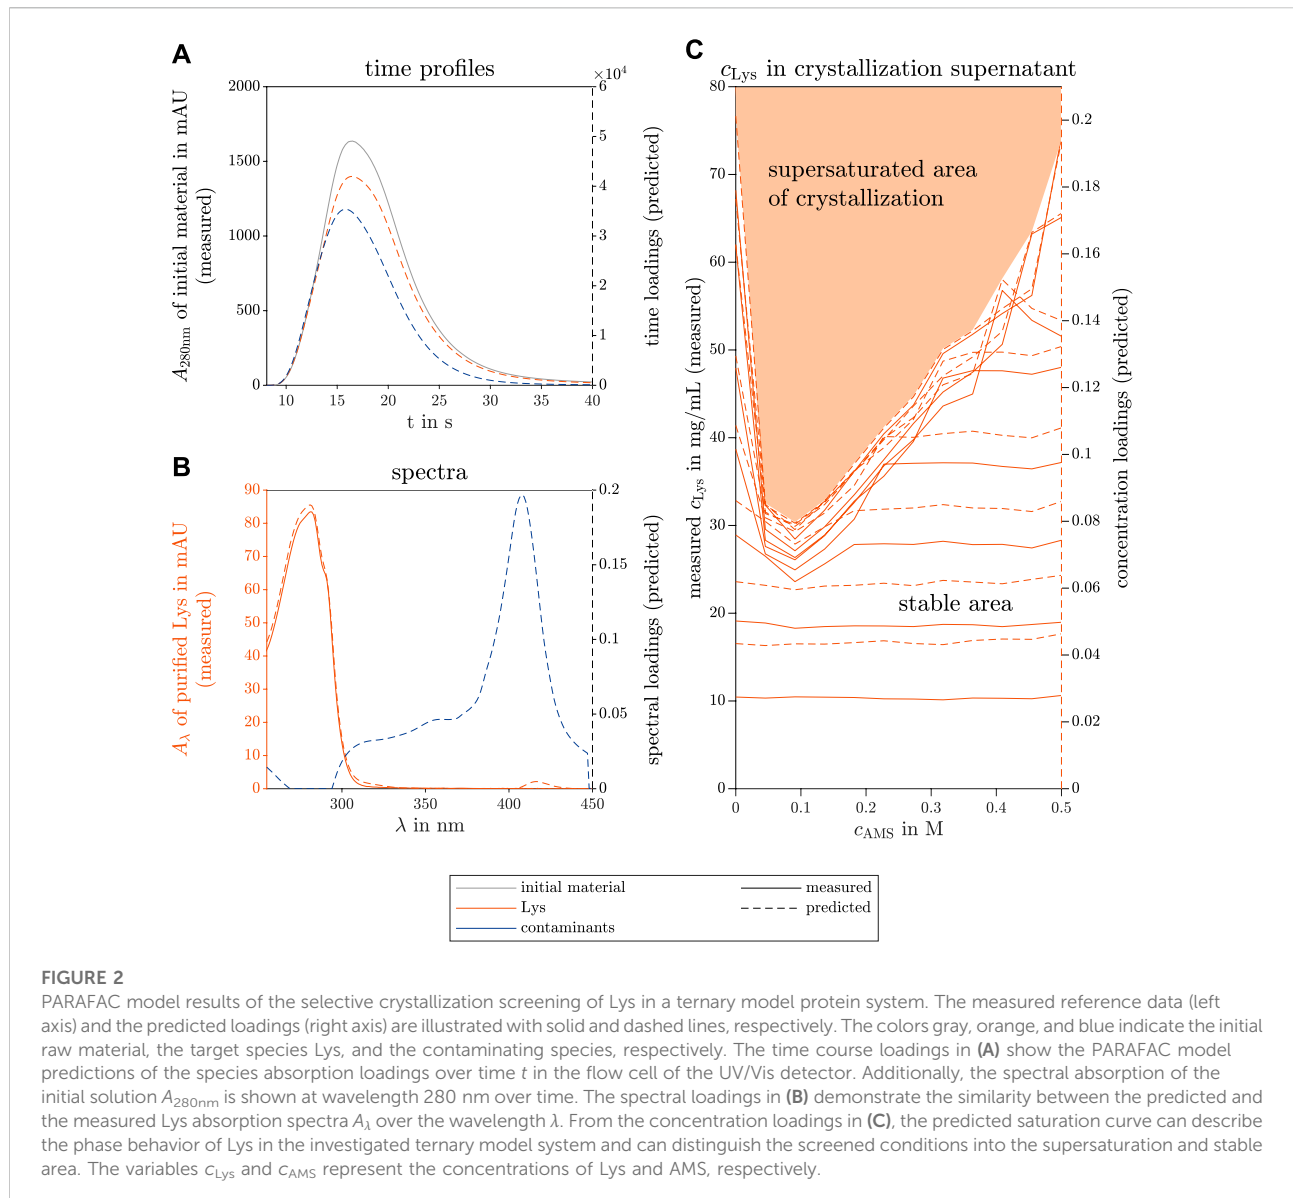 A
time profiles
×10⁴
A280nm of initial material in mAU
(measured)
2000
1500
1000
500
0
6
5
4
3
2
1
0
time loadings (predicted)
10 15 20 25 30 35 40
t in s
B
spectra
Aλ of purified Lys in mAU
(measured)
90
80
70
60
50
40
30
20
10
0
0.2
0.15
0.1
0.05
0
spectral loadings (predicted)
300 350 400 450
λ in nm
C
cLys in crystallization supernatant
measured cLys in mg/mL (measured)
80
70
60
50
40
30
20
10
0
supersaturated area
of crystallization
stable area
0.2
0.18
0.16
0.14
0.12
0.1
0.08
0.06
0.04
0.02
0
concentration loadings (predicted)
0 0.1 0.2 0.3 0.4 0.5
cAMS in M
initial material
Lys
contaminants
measured
predicted
FIGURE 2
PARAFAC model results of the selective crystallization screening of Lys in a ternary model protein system. The measured reference data (left
axis) and the predicted loadings (right axis) are illustrated with solid and dashed lines, respectively. The colors gray, orange, and blue indicate the initial
raw material, the target species Lys, and the contaminating species, respectively. The time course loadings in (A) show the PARAFAC model
predictions of the species absorption loadings over time t in the flow cell of the UV/Vis detector. Additionally, the spectral absorption of the
initial solution A280nm is shown at wavelength 280 nm over time. The spectral loadings in (B) demonstrate the similarity between the predicted and
the measured Lys absorption spectra Aλ over the wavelength λ. From the concentration loadings in (C), the predicted saturation curve can describe
the phase behavior of Lys in the investigated ternary model system and can distinguish the screened conditions into the supersaturation and stable
area. The variables cLys and cAMS represent the concentrations of Lys and AMS, respectively.